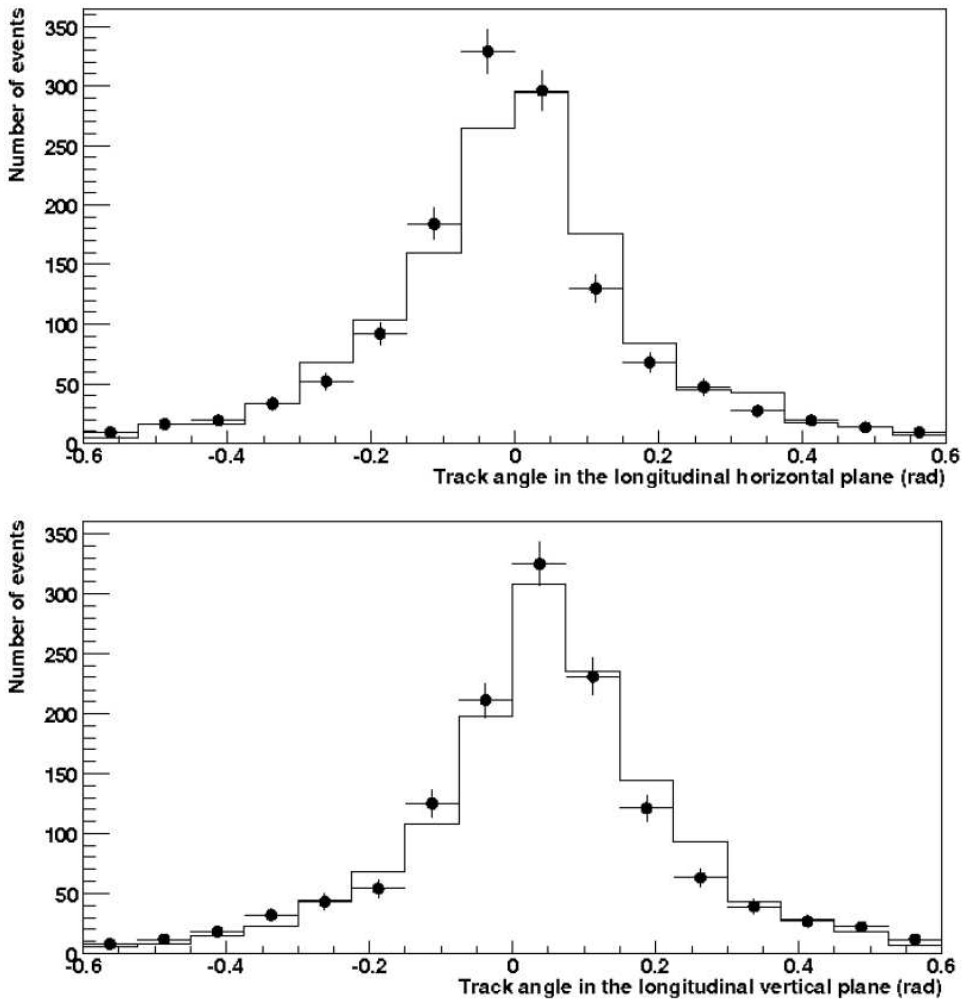 Number of events
350
300
250
200
150
100
50
0
-0.6 -0.4 -0.2 0 0.2 0.4 0.6
Track angle in the longitudinal horizontal plane (rad)
Number of events
350
300
250
200
150
100
50
0
-0.6 -0.4 -0.2 0 0.2 0.4 0.6
Track angle in the longitudinal vertical plane (rad)